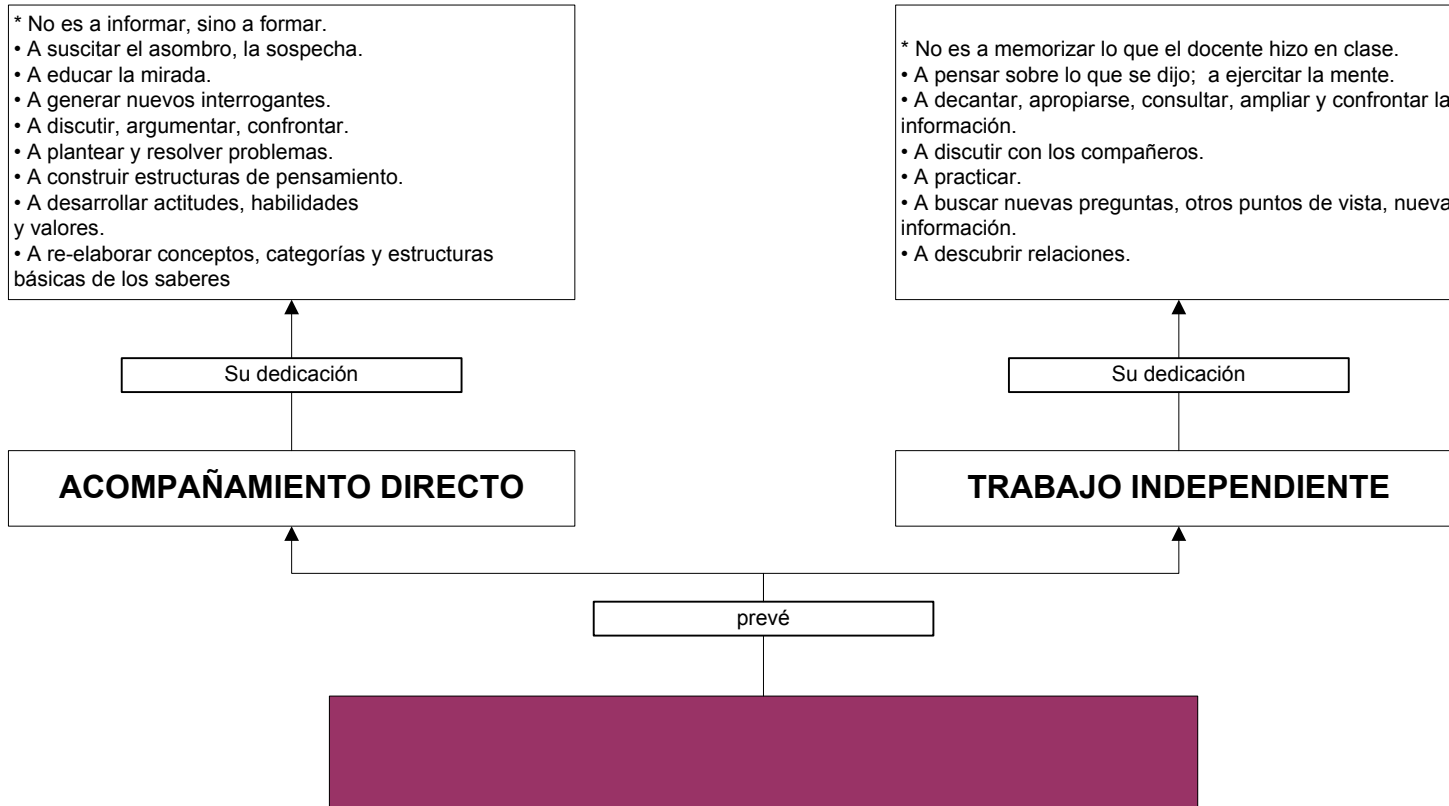 * No es a informar, sino a formar.
• A suscitar el asombro, la sospecha.
• A educar la mirada.
• A generar nuevos interrogantes.
• A discutir, argumentar, confrontar.
• A plantear y resolver problemas.
• A construir estructuras de pensamiento.
• A desarrollar actitudes, habilidades
y valores.
• A re-elaborar conceptos, categorías y estructuras
básicas de los saberes
* No es a memorizar lo que el docente hizo en clase.
• A pensar sobre lo que se dijo; a ejercitar la mente.
• A decantar, apropiarse, consultar, ampliar y confrontar la
información.
• A discutir con los compañeros.
• A practicar.
• A buscar nuevas preguntas, otros puntos de vista, nueva
información.
• A descubrir relaciones.
Su dedicación
Su dedicación
ACOMPAÑAMIENTO DIRECTO
TRABAJO INDEPENDIENTE
prevé